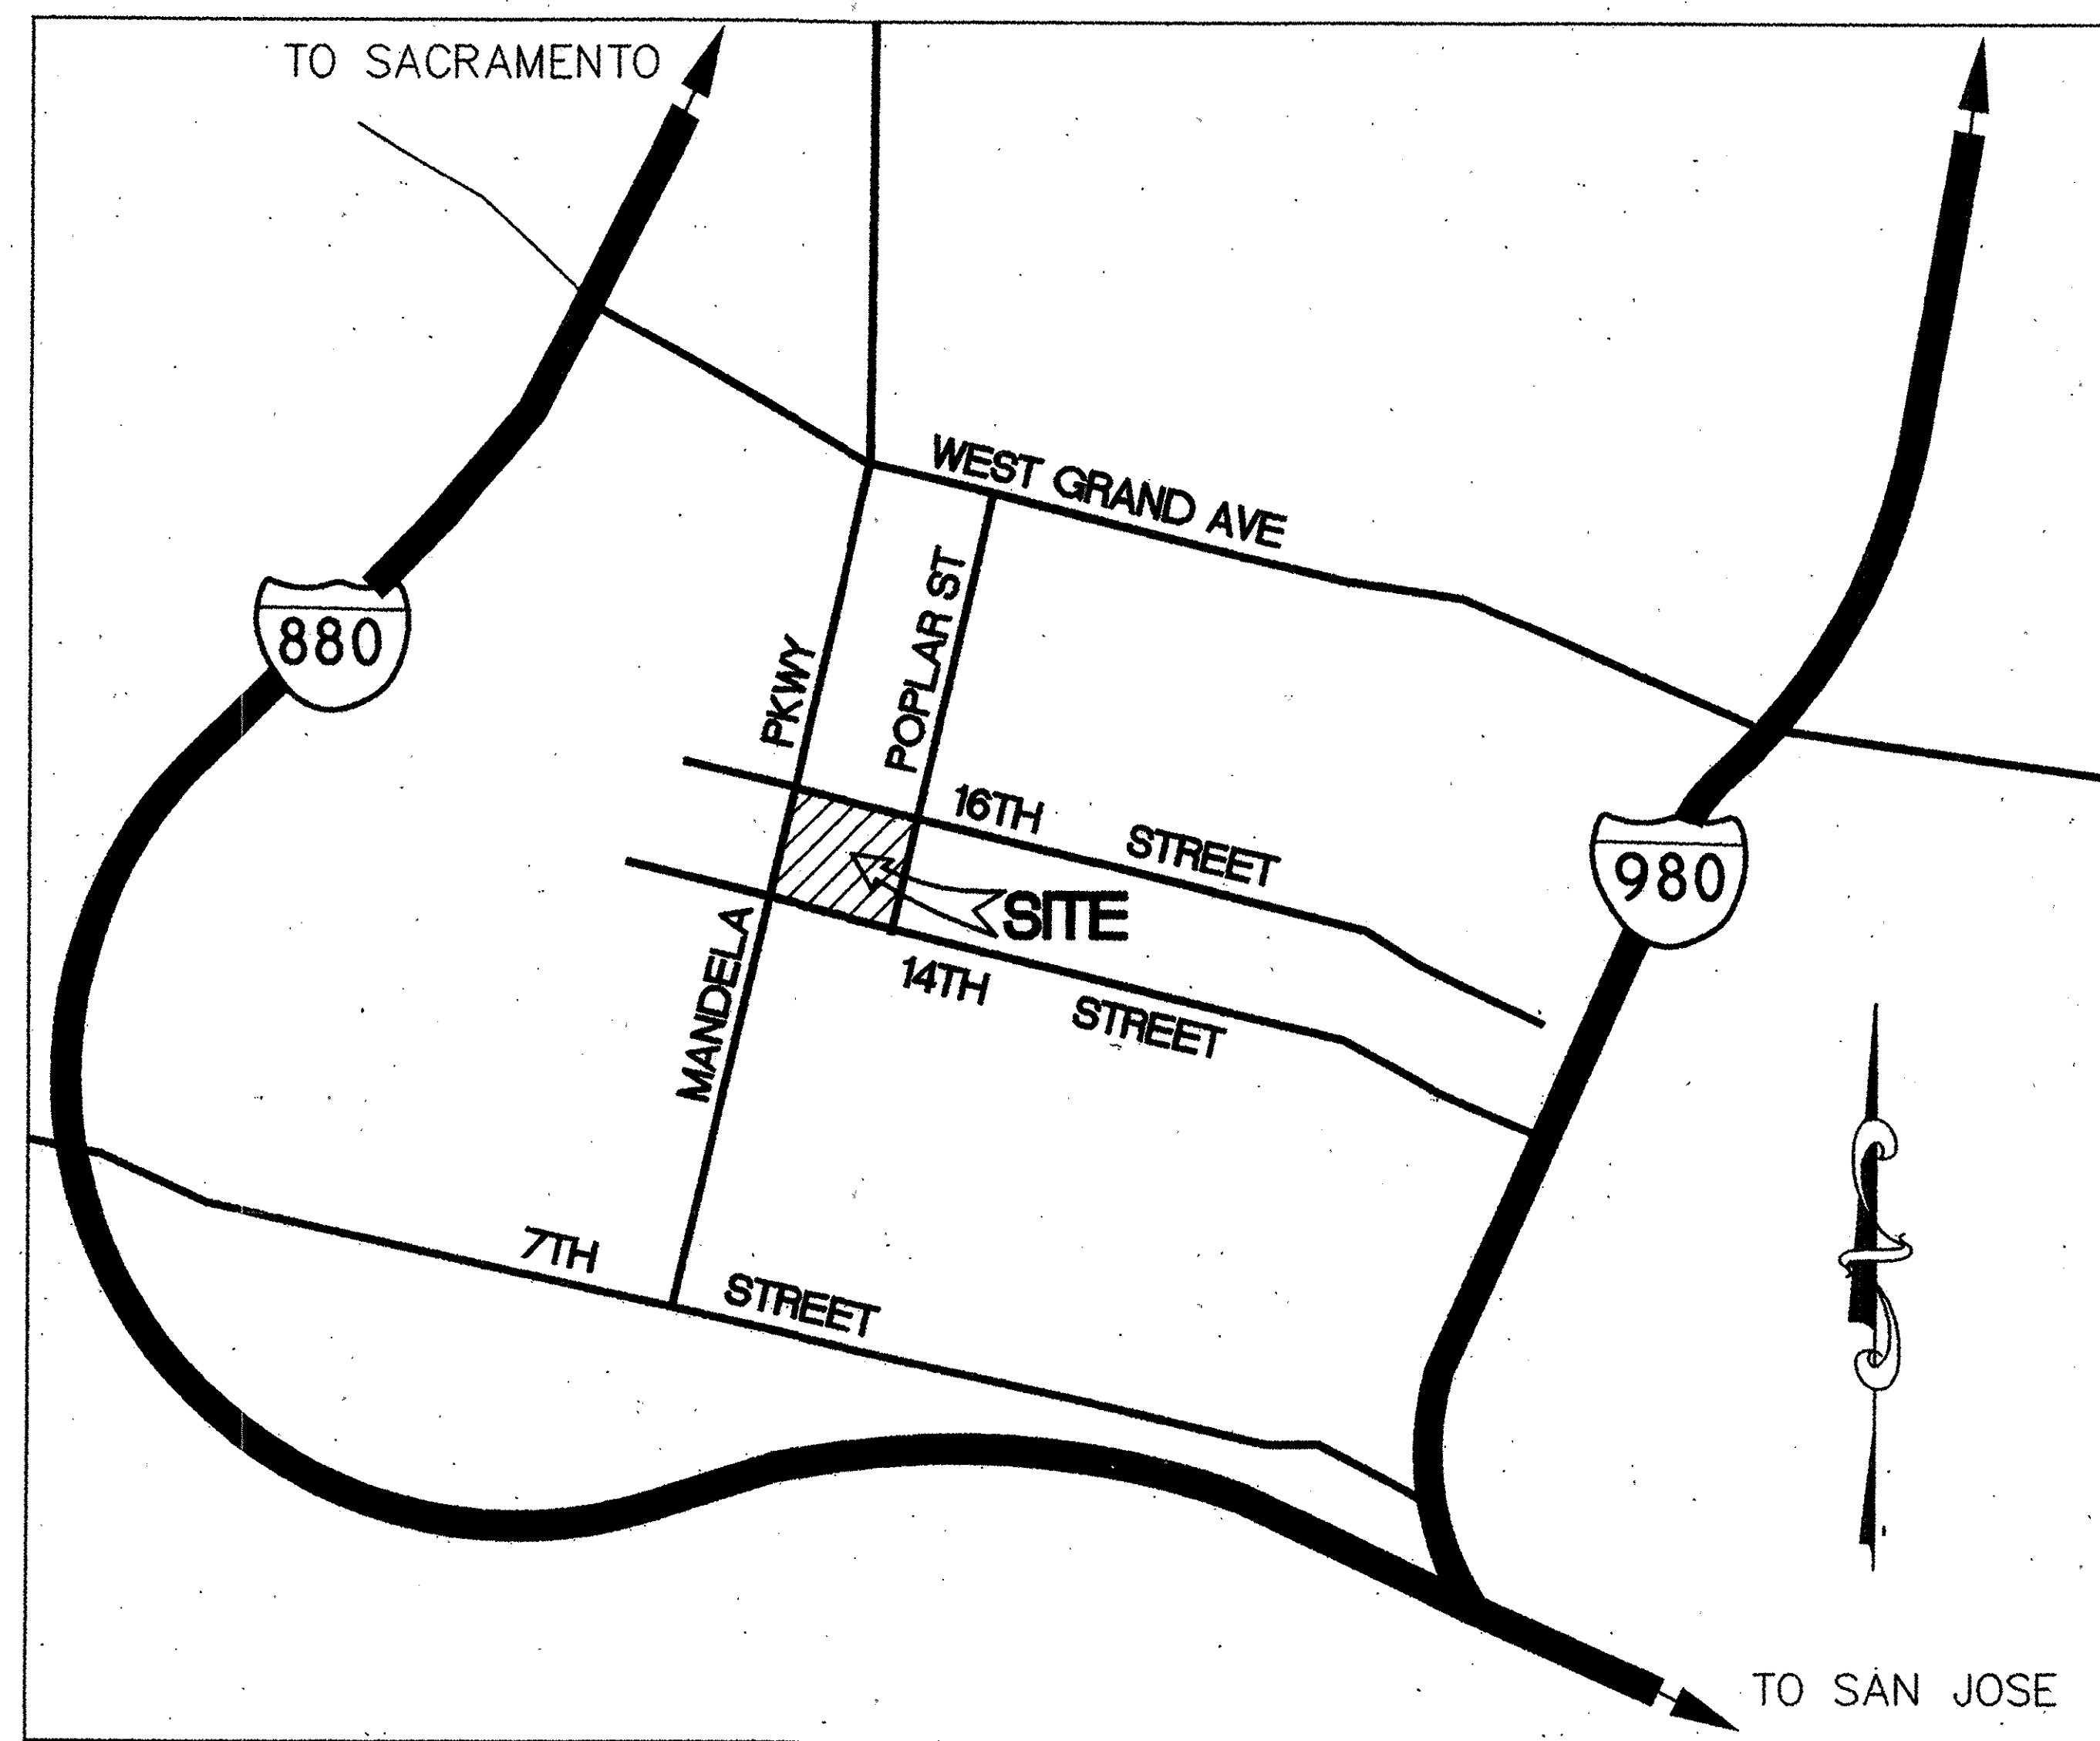 TO SACRAMENTO
WEST GRAND AVE
POPLAR ST
880
MANDELA PKWY
16TH STREET
980
SITE
14TH STREET
7TH STREET
TO SAN JOSE